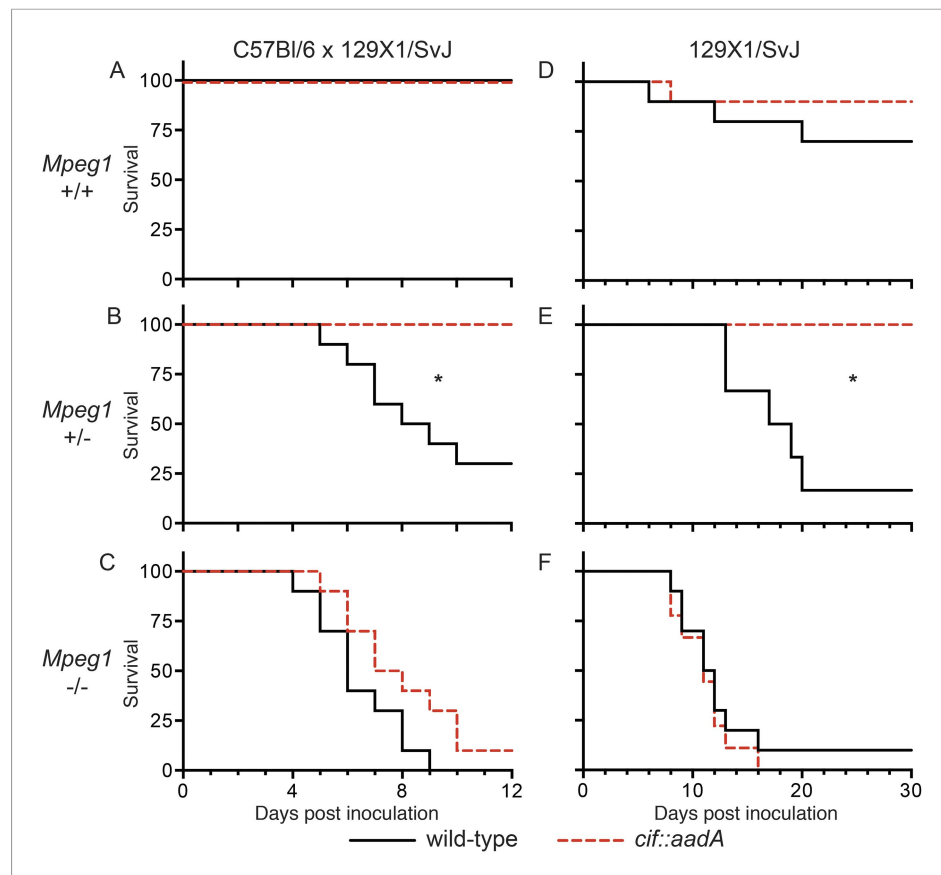 C57Bl/6 x 129X1/SvJ
129X1/SvJ
A
D
Mpeg1
+/+
Survival
100
75
50
25
0
B
E
Mpeg1
+/-
Survival
100
75
50
25
0
*
*
C
F
Mpeg1
-/-
Survival
100
75
50
25
0
0 4 8 12
0 10 20 30
Days post inoculation
Days post inoculation
wild-type
cif::aadA